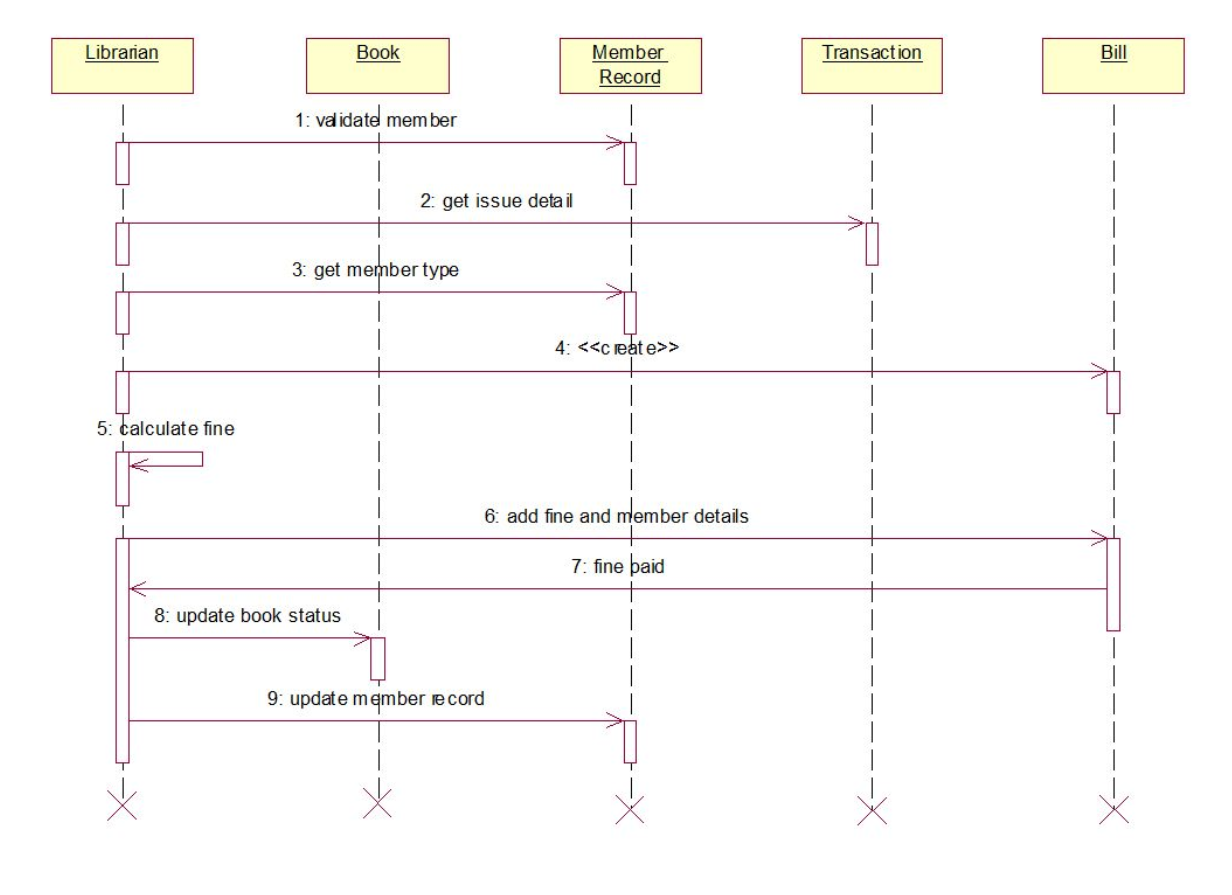 Librarian
Book
Member
Record
Transaction
Bill
1: validate member
2: get issue detail
3: get member type
4: <<create>>
5: calculate fine
6: add fine and member details
7: fine paid
8: update book status
9: update member record